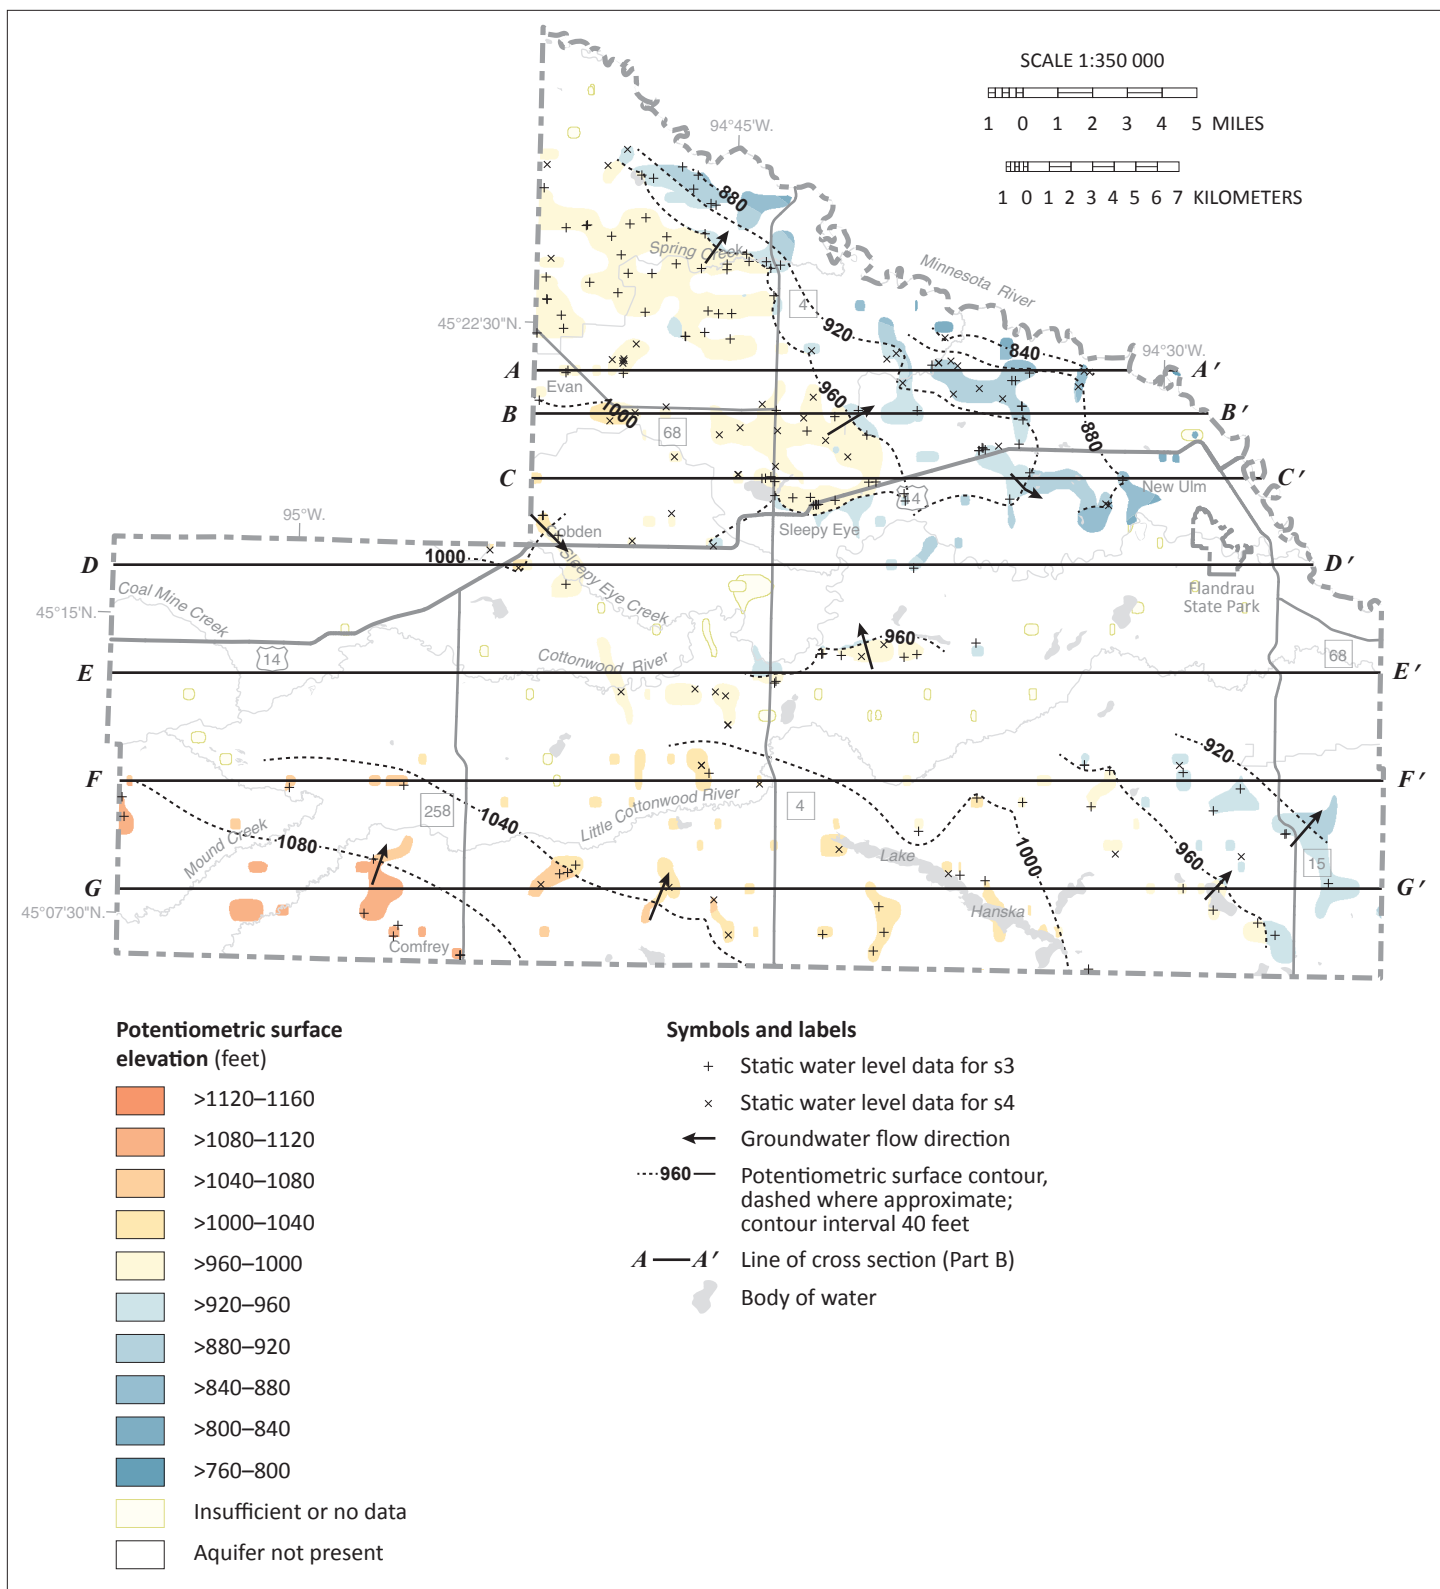 SCALE 1:350 000
1 0 1 2 3 4 5 MILES
1 0 1 2 3 4 5 6 7 KILOMETERS
94°45'W.
880
Spring Creek
Minnesota River
4
45°22'30"N.
920
840
94°30'W.
A
A′
Evan
960
B
1000
B′
68
880
C
C′
New Ulm
14
95°W.
Cobden
Sleepy Eye
1000
D
D′
Sleepy Eye Creek
Coal Mine Creek
Flandrau
State Park
45°15'N.
960
14
Cottonwood River
68
E
E′
920
F
F′
258
4
1040
Little Cottonwood River
Mound Creek
1080
Lake
1000
960
15
G
G′
45°07'30"N.
Hanska
Comfrey
Potentiometric surface
elevation (feet)
>1120–1160
>1080–1120
>1040–1080
>1000–1040
>960–1000
>920–960
>880–920
>840–880
>800–840
>760–800
Insufficient or no data
Aquifer not present
Symbols and labels
+ Static water level data for s3
× Static water level data for s4
Groundwater flow direction
960 Potentiometric surface contour,
dashed where approximate;
contour interval 40 feet
A A′ Line of cross section (Part B)
Body of water